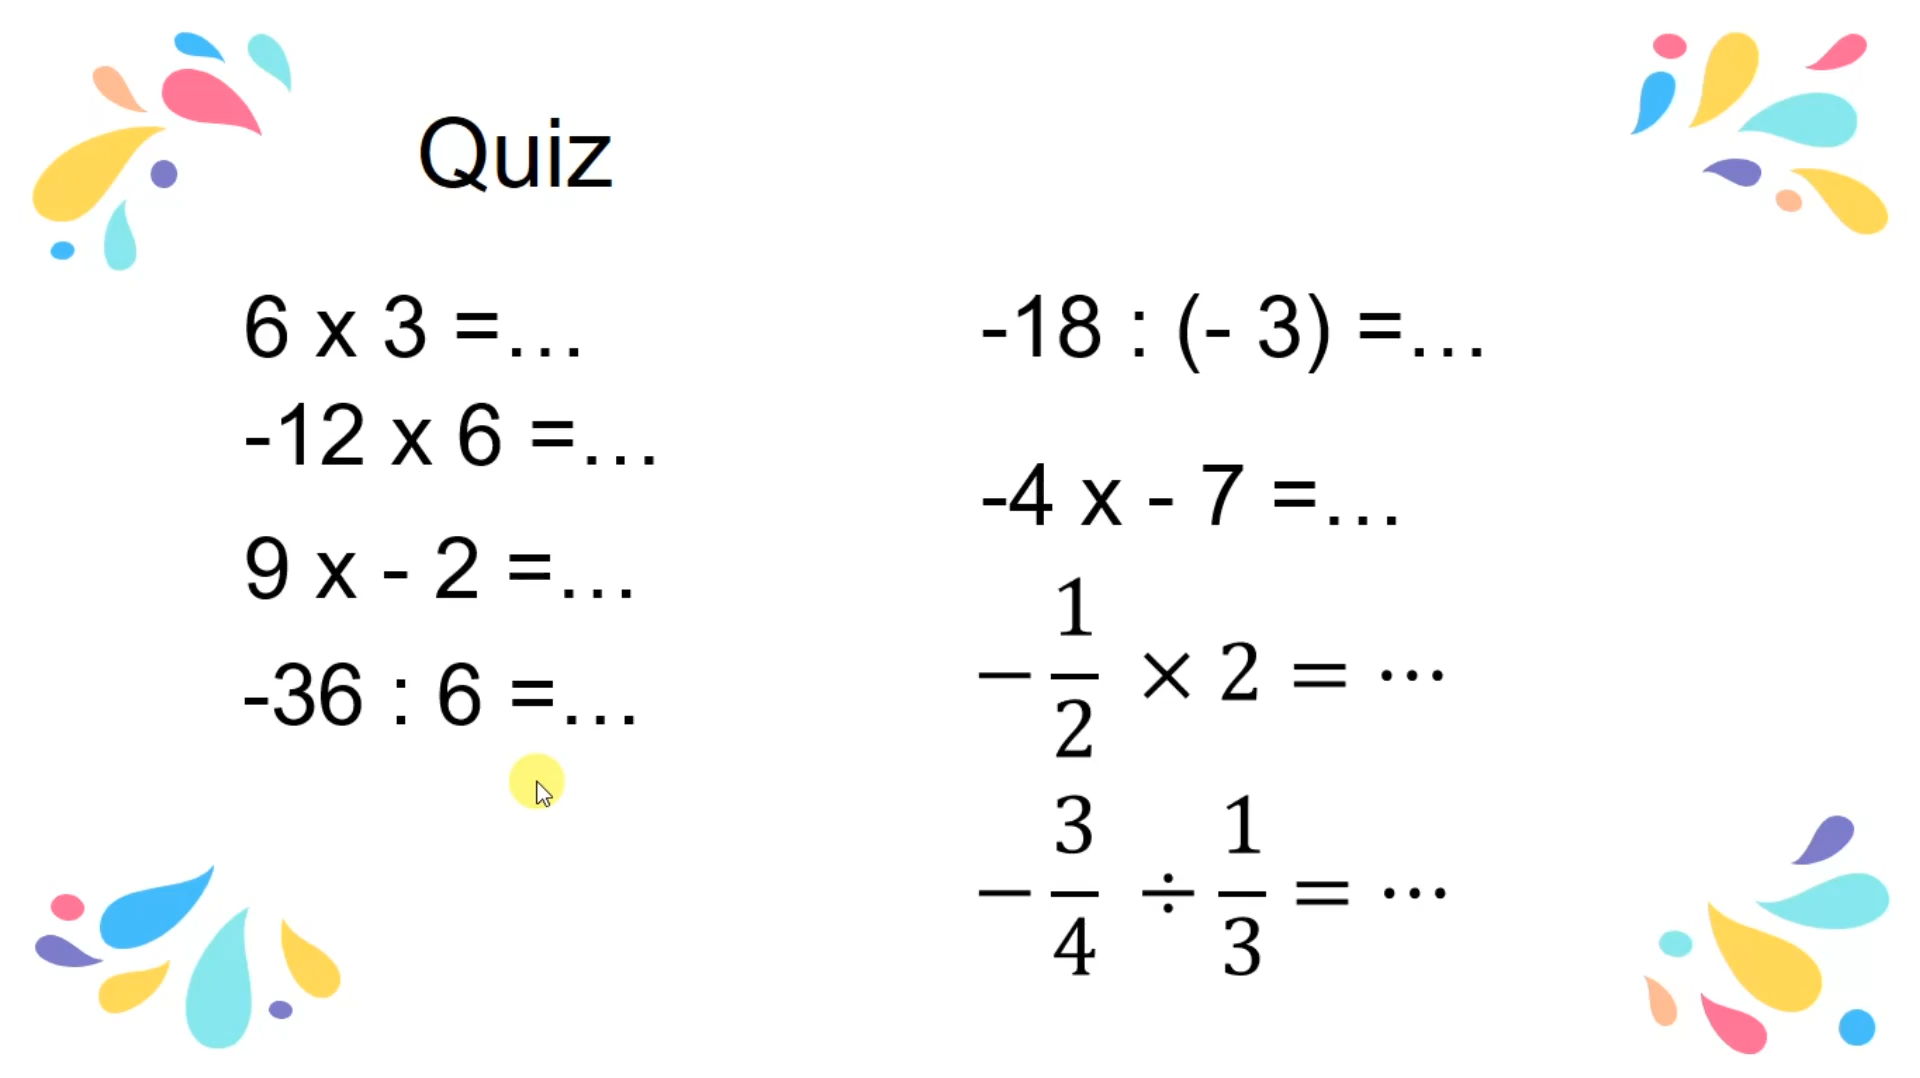 Quiz
6 x 3 =...
-12 x 6 =...
9 x - 2 =...
-36 : 6 =...
-18 : (- 3) =...
-4 x - 7 =...
−1/2 × 2 = ⋯
−3/4 ÷ 1/3 = ⋯